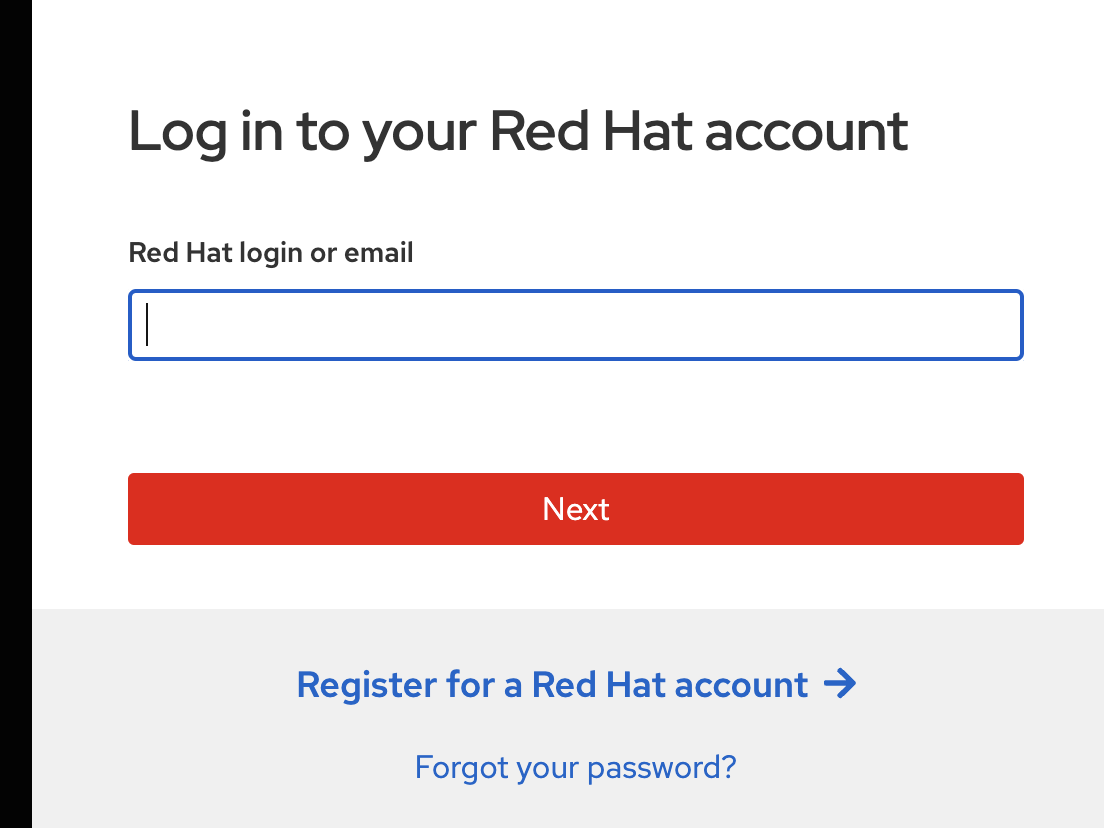 Log in to your Red Hat account
Red Hat login or email
Next
Register for a Red Hat account →
Forgot your password?